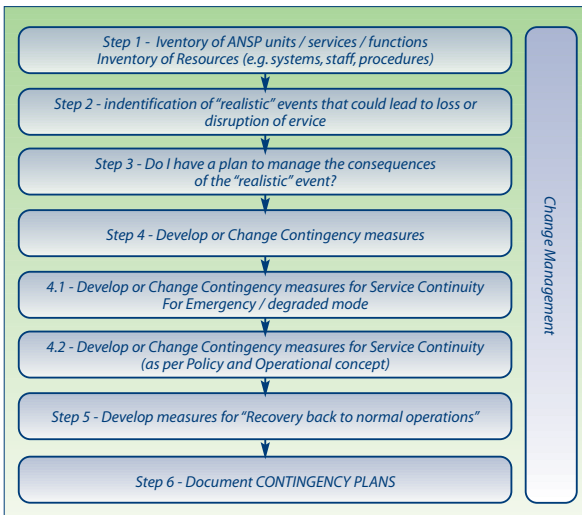 Step 1 - Iventory of ANSP units / services / functions
Inventory of Resources (e.g. systems, staff, procedures)
Step 2 - indentification of “realistic” events that could lead to loss or
disruption of ervice
Step 3 - Do I have a plan to manage the consequences
of the “realistic” event?
Step 4 - Develop or Change Contingency measures
4.1 - Develop or Change Contingency measures for Service Continuity
For Emergency / degraded mode
4.2 - Develop or Change Contingency measures for Service Continuity
(as per Policy and Operational concept)
Step 5 - Develop measures for “Recovery back to normal operations”
Step 6 - Document CONTINGENCY PLANS
Change Management